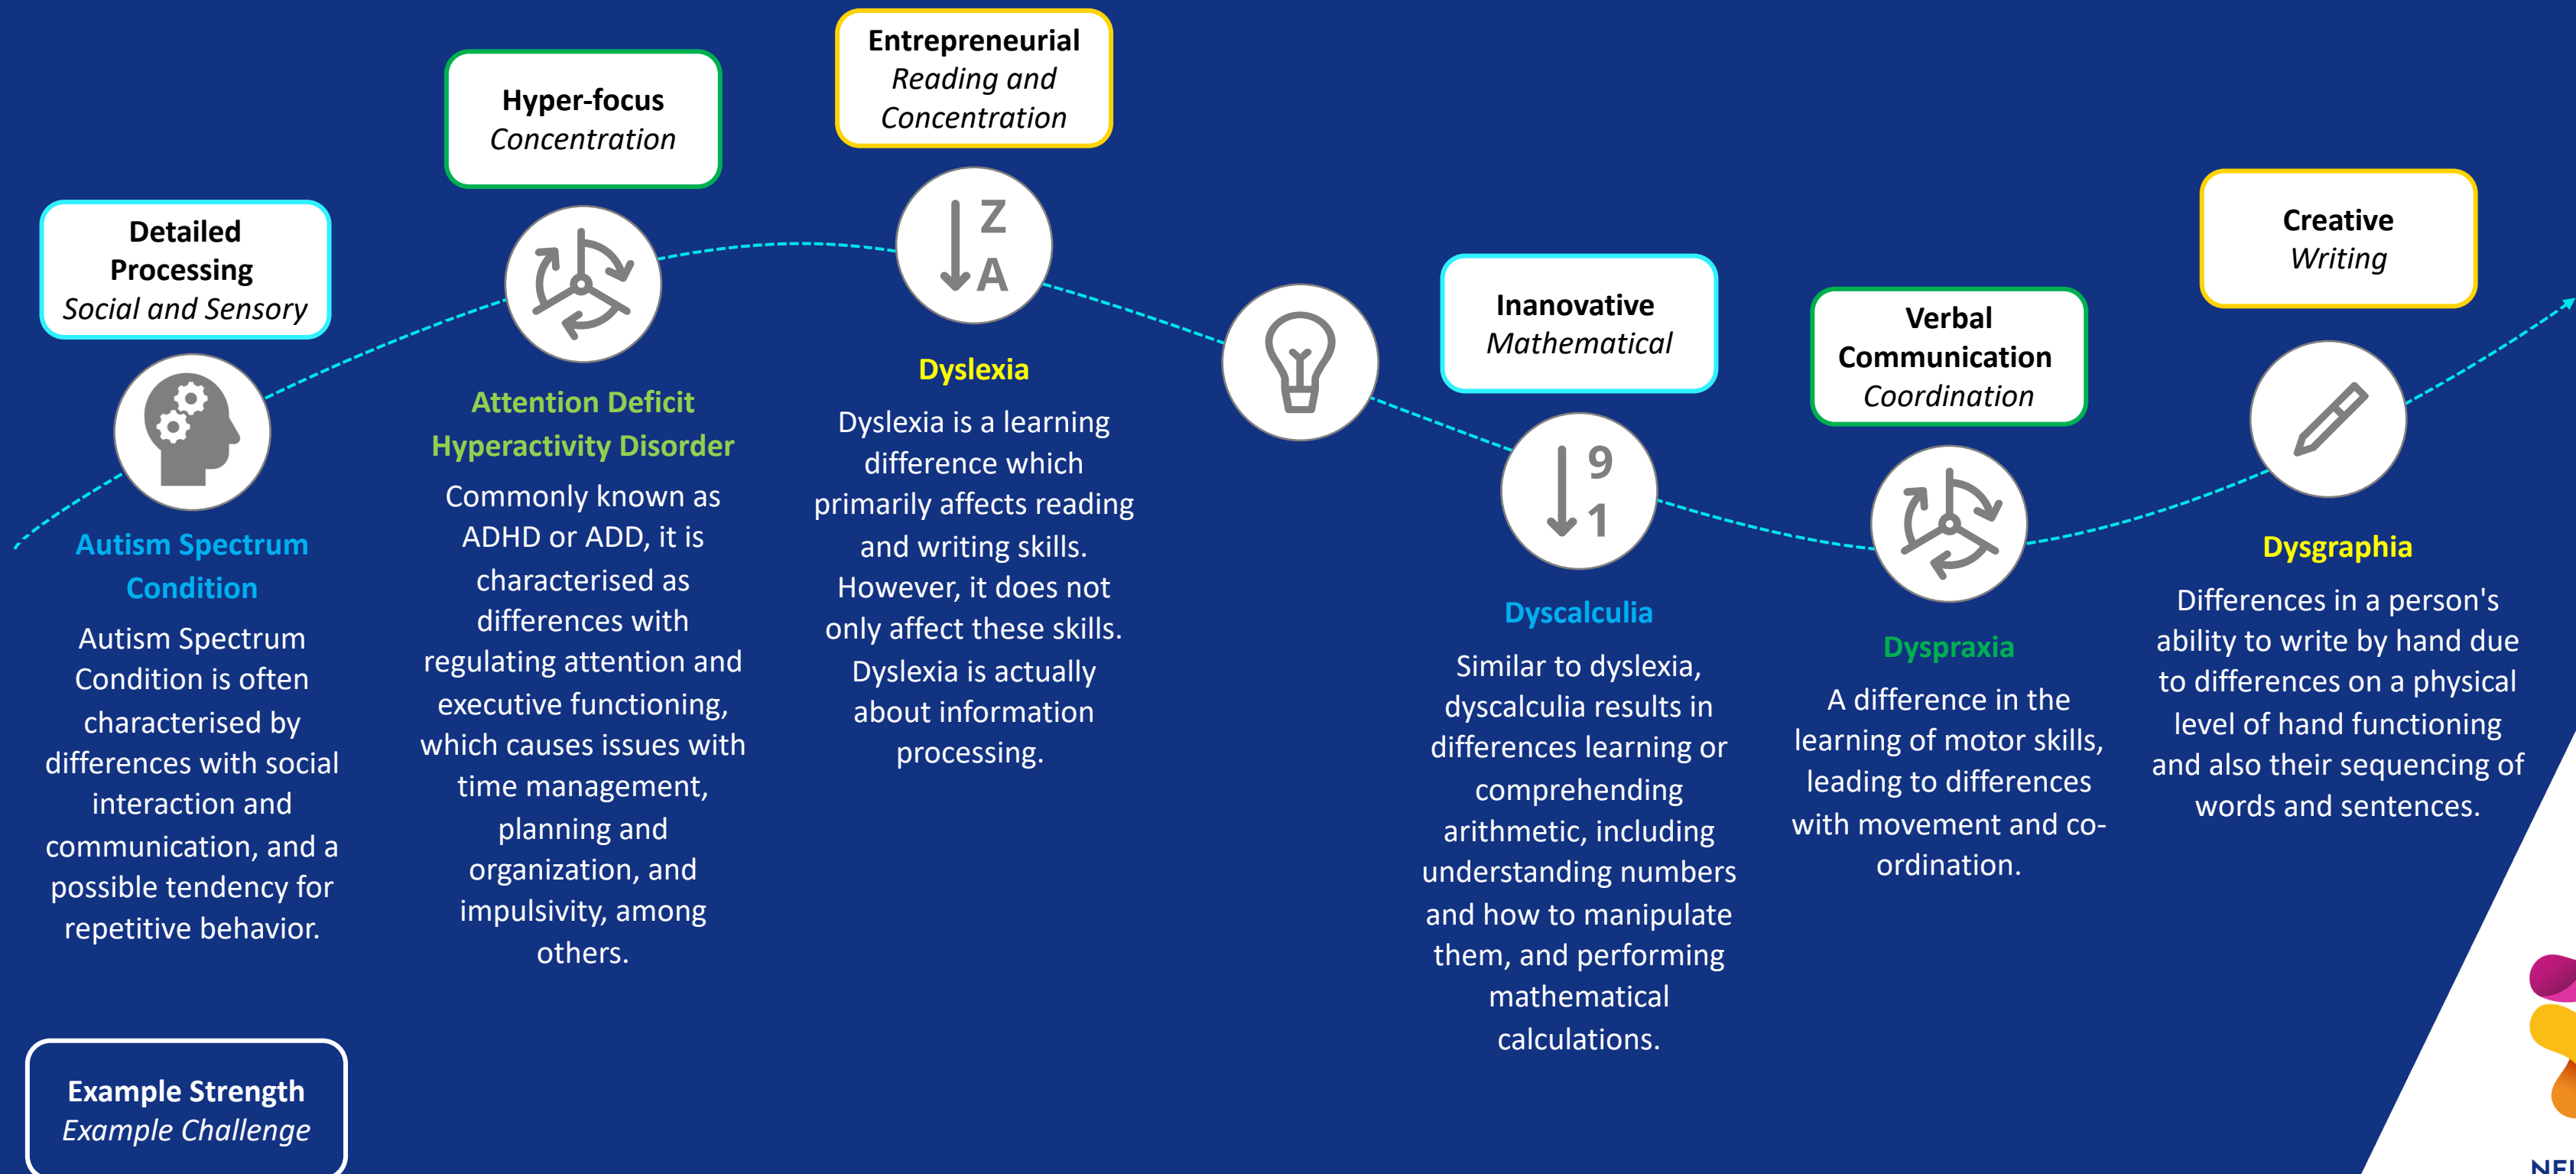 Detailed
Processing
Social and Sensory
Autism Spectrum
Condition
Autism Spectrum
Condition is often
characterised by
differences with social
interaction and
communication, and a
possible tendency for
repetitive behavior.
Hyper-focus
Concentration
Attention Deficit
Hyperactivity Disorder
Commonly known as
ADHD or ADD, it is
characterised as
differences with
regulating attention and
executive functioning,
which causes issues with
time management,
planning and
organization, and
impulsivity, among
others.
Entrepreneurial
Reading and
Concentration
Z
A
Dyslexia
Dyslexia is a learning
difference which
primarily affects reading
and writing skills.
However, it does not
only affect these skills.
Dyslexia is actually
about information
processing.
Inanovative
Mathematical
9
1
Dyscalculia
Similar to dyslexia,
dyscalculia results in
differences learning or
comprehending
arithmetic, including
understanding numbers
and how to manipulate
them, and performing
mathematical
calculations.
Verbal
Communication
Coordination
Dyspraxia
A difference in the
learning of motor skills,
leading to differences
with movement and co-
ordination.
Creative
Writing
Dysgraphia
Differences in a person's
ability to write by hand due
to differences on a physical
level of hand functioning
and also their sequencing of
words and sentences.
Example Strength
Example Challenge